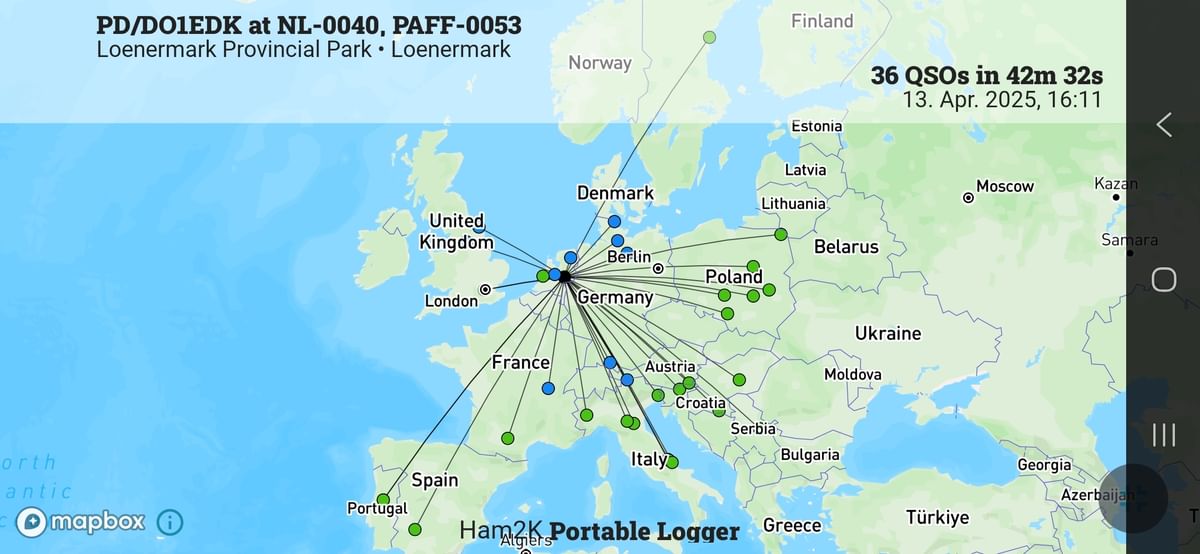 PD/DO1EDK at NL-0040, PAFF-0053
Loenermark Provincial Park • Loenermark
36 QSOs in 42m 32s
13. Apr. 2025, 16:11
Finland
Norway
Estonia
Latvia
Lithuania
Denmark
Moscow
Kazan
Samara
United
Kingdom
Belarus
Berlin
Poland
London
Germany
Ukraine
France
Austria
Moldova
Croatia
Serbia
Bulgaria
Italy
Georgia
Azerbaijan
Spain
Portugal
orth
antic
mapbox
Ham2K Portable Logger
Algiers
Greece
Türkiye
T